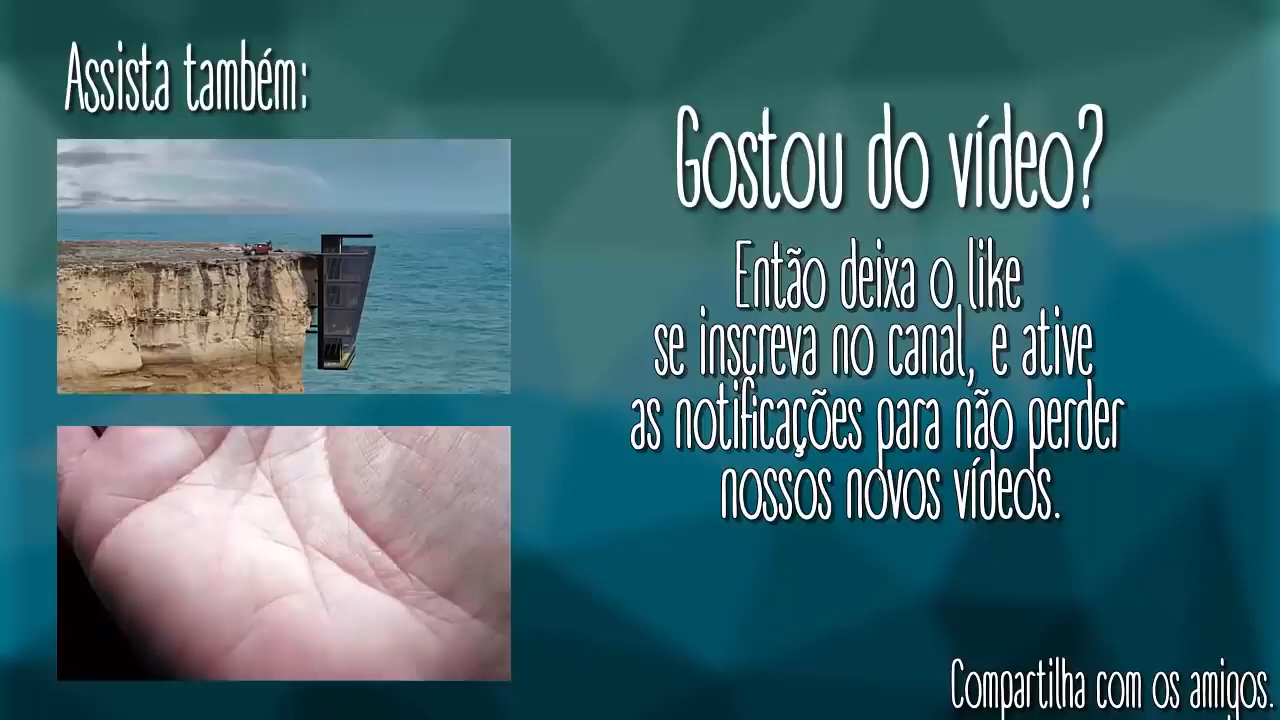 Assista também:
Gostou do vídeo?
Então deixa o like
se inscreva no canal, e ative
as notificações para não perder
nossos novos vídeos.
Compartilha com os amigos.